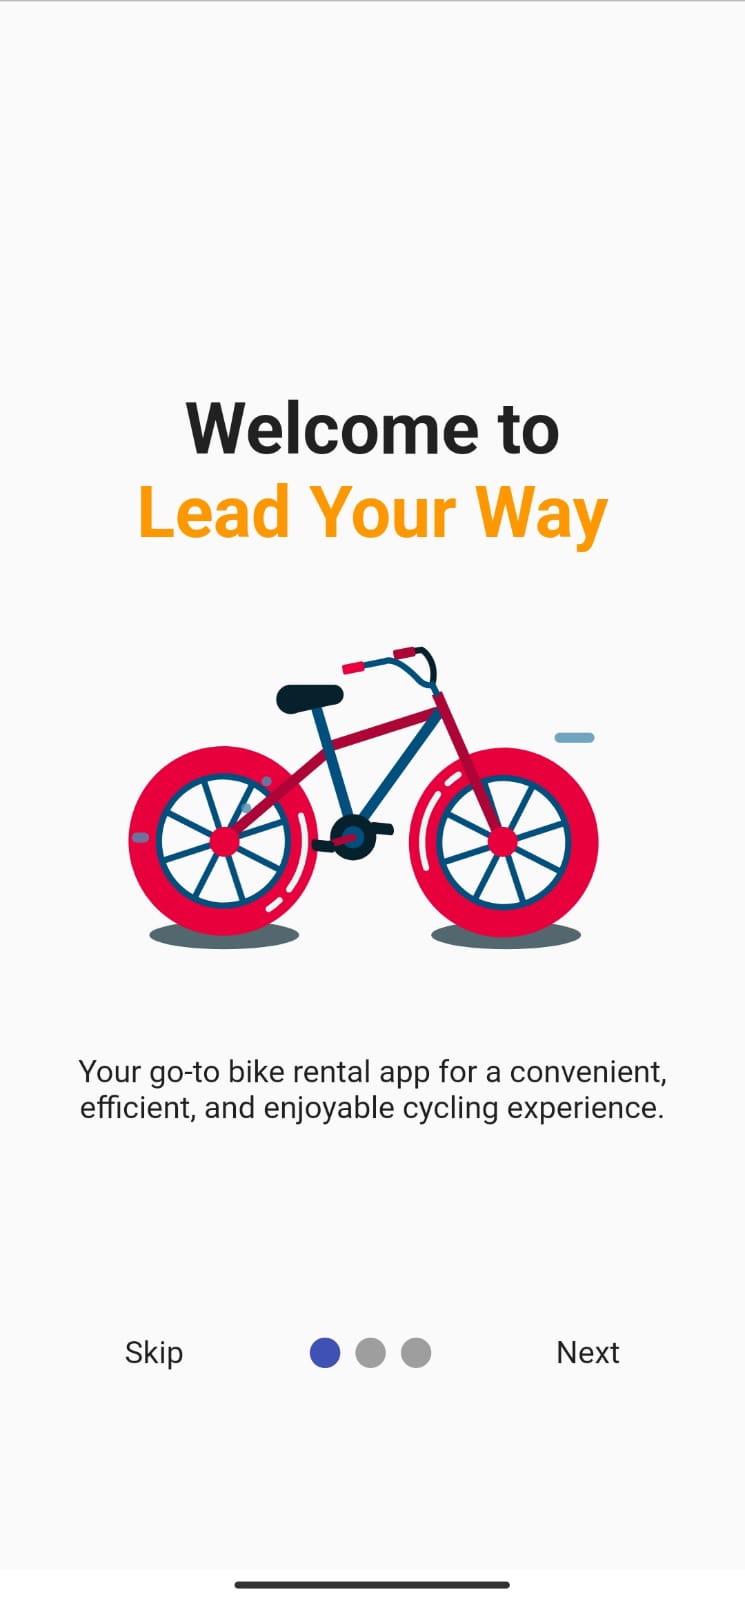 Welcome to
Lead Your Way
Your go-to bike rental app for a convenient,
efficient, and enjoyable cycling experience.
Skip
Next